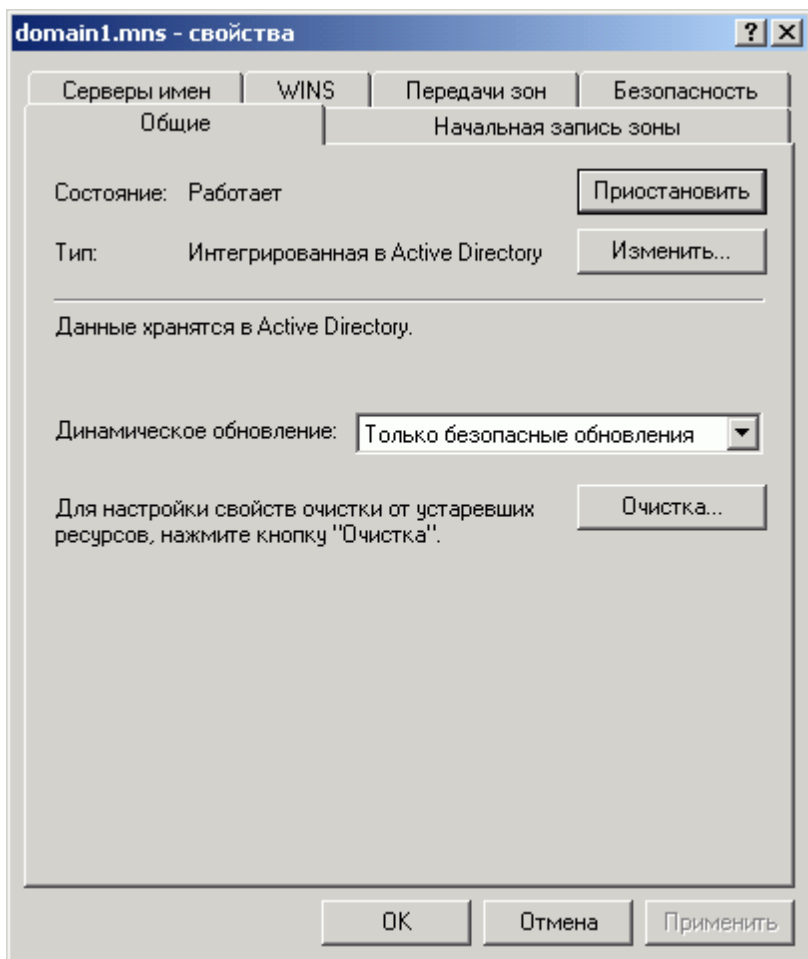 domain1.mns - свойства
Серверы имен
WINS
Передачи зон
Безопасность
Общие
Начальная запись зоны
Состояние: Работает
Приостановить
Тип: Интегрированная в Active Directory
Изменить...
Данные хранятся в Active Directory.
Динамическое обновление: Только безопасные обновления
Для настройки свойств очистки от устаревших
ресурсов, нажмите кнопку "Очистка".
Очистка...
OK
Отмена
Применить